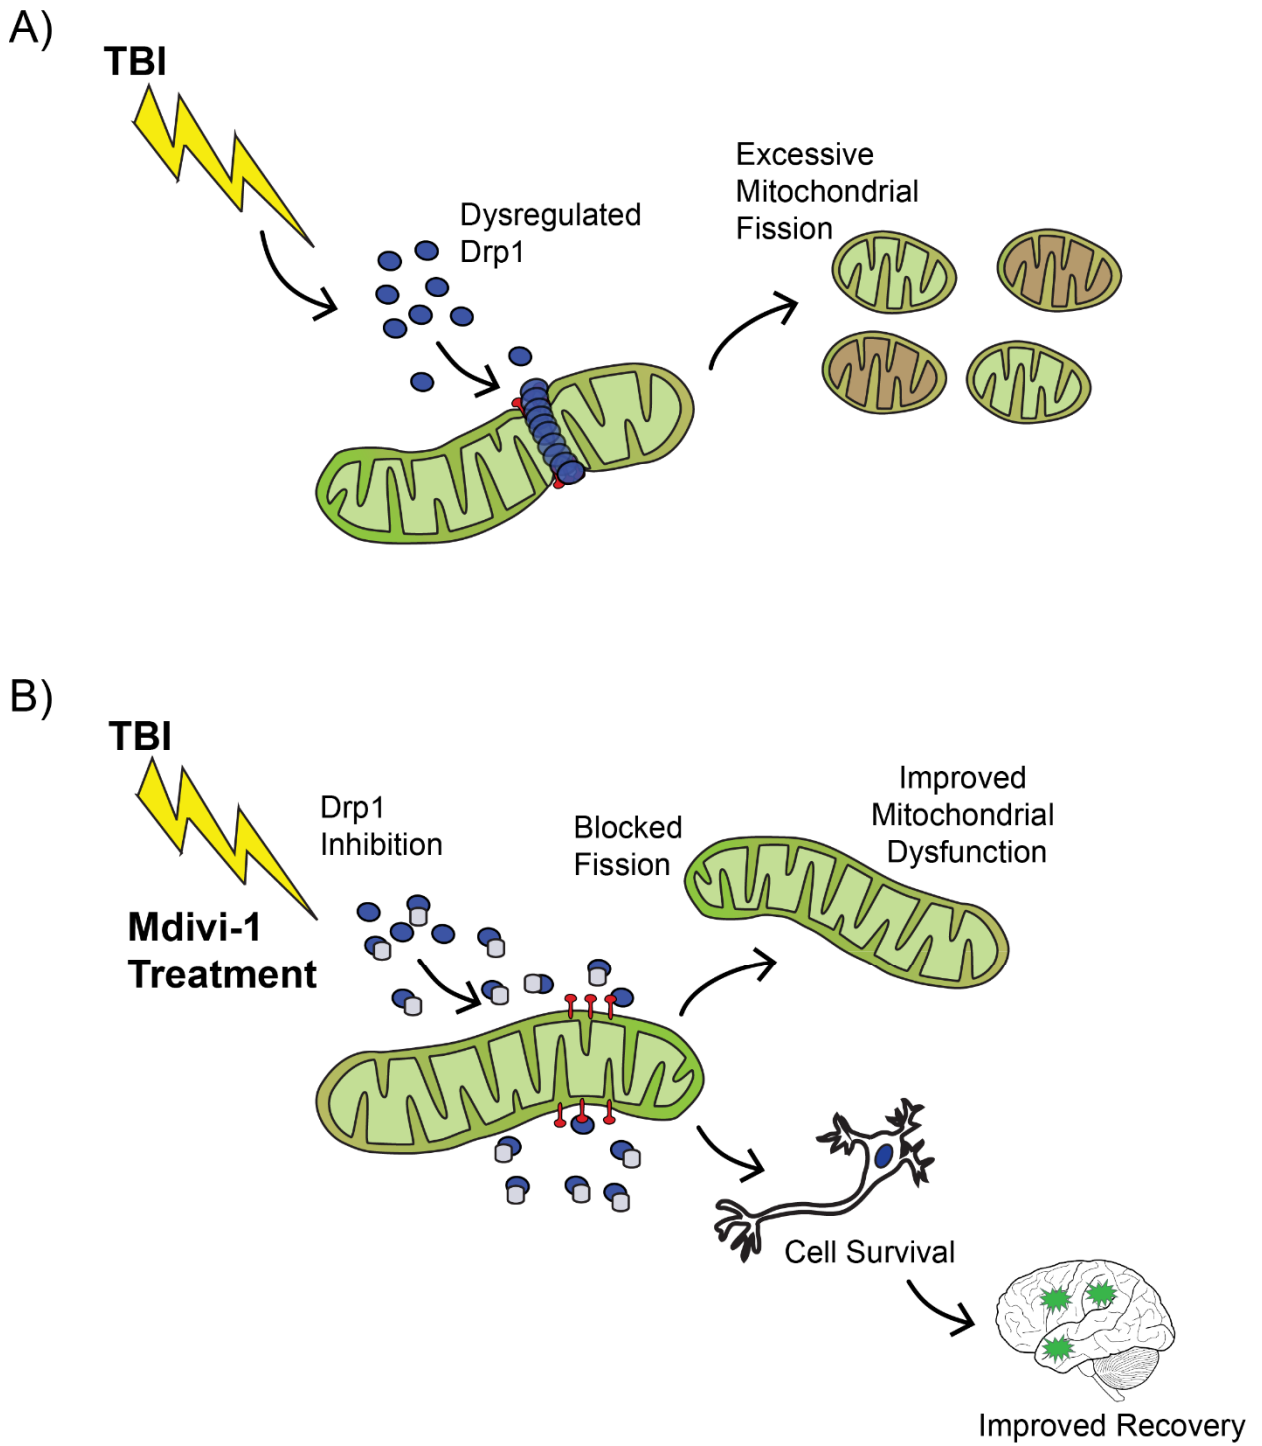 A)
TBI
Dysregulated
Drp1
Excessive
Mitochondrial
Fission
B)
TBI
Drp1
Inhibition
Mdivi-1
Treatment
Blocked
Fission
Improved
Mitochondrial
Dysfunction
Cell Survival
Improved Recovery